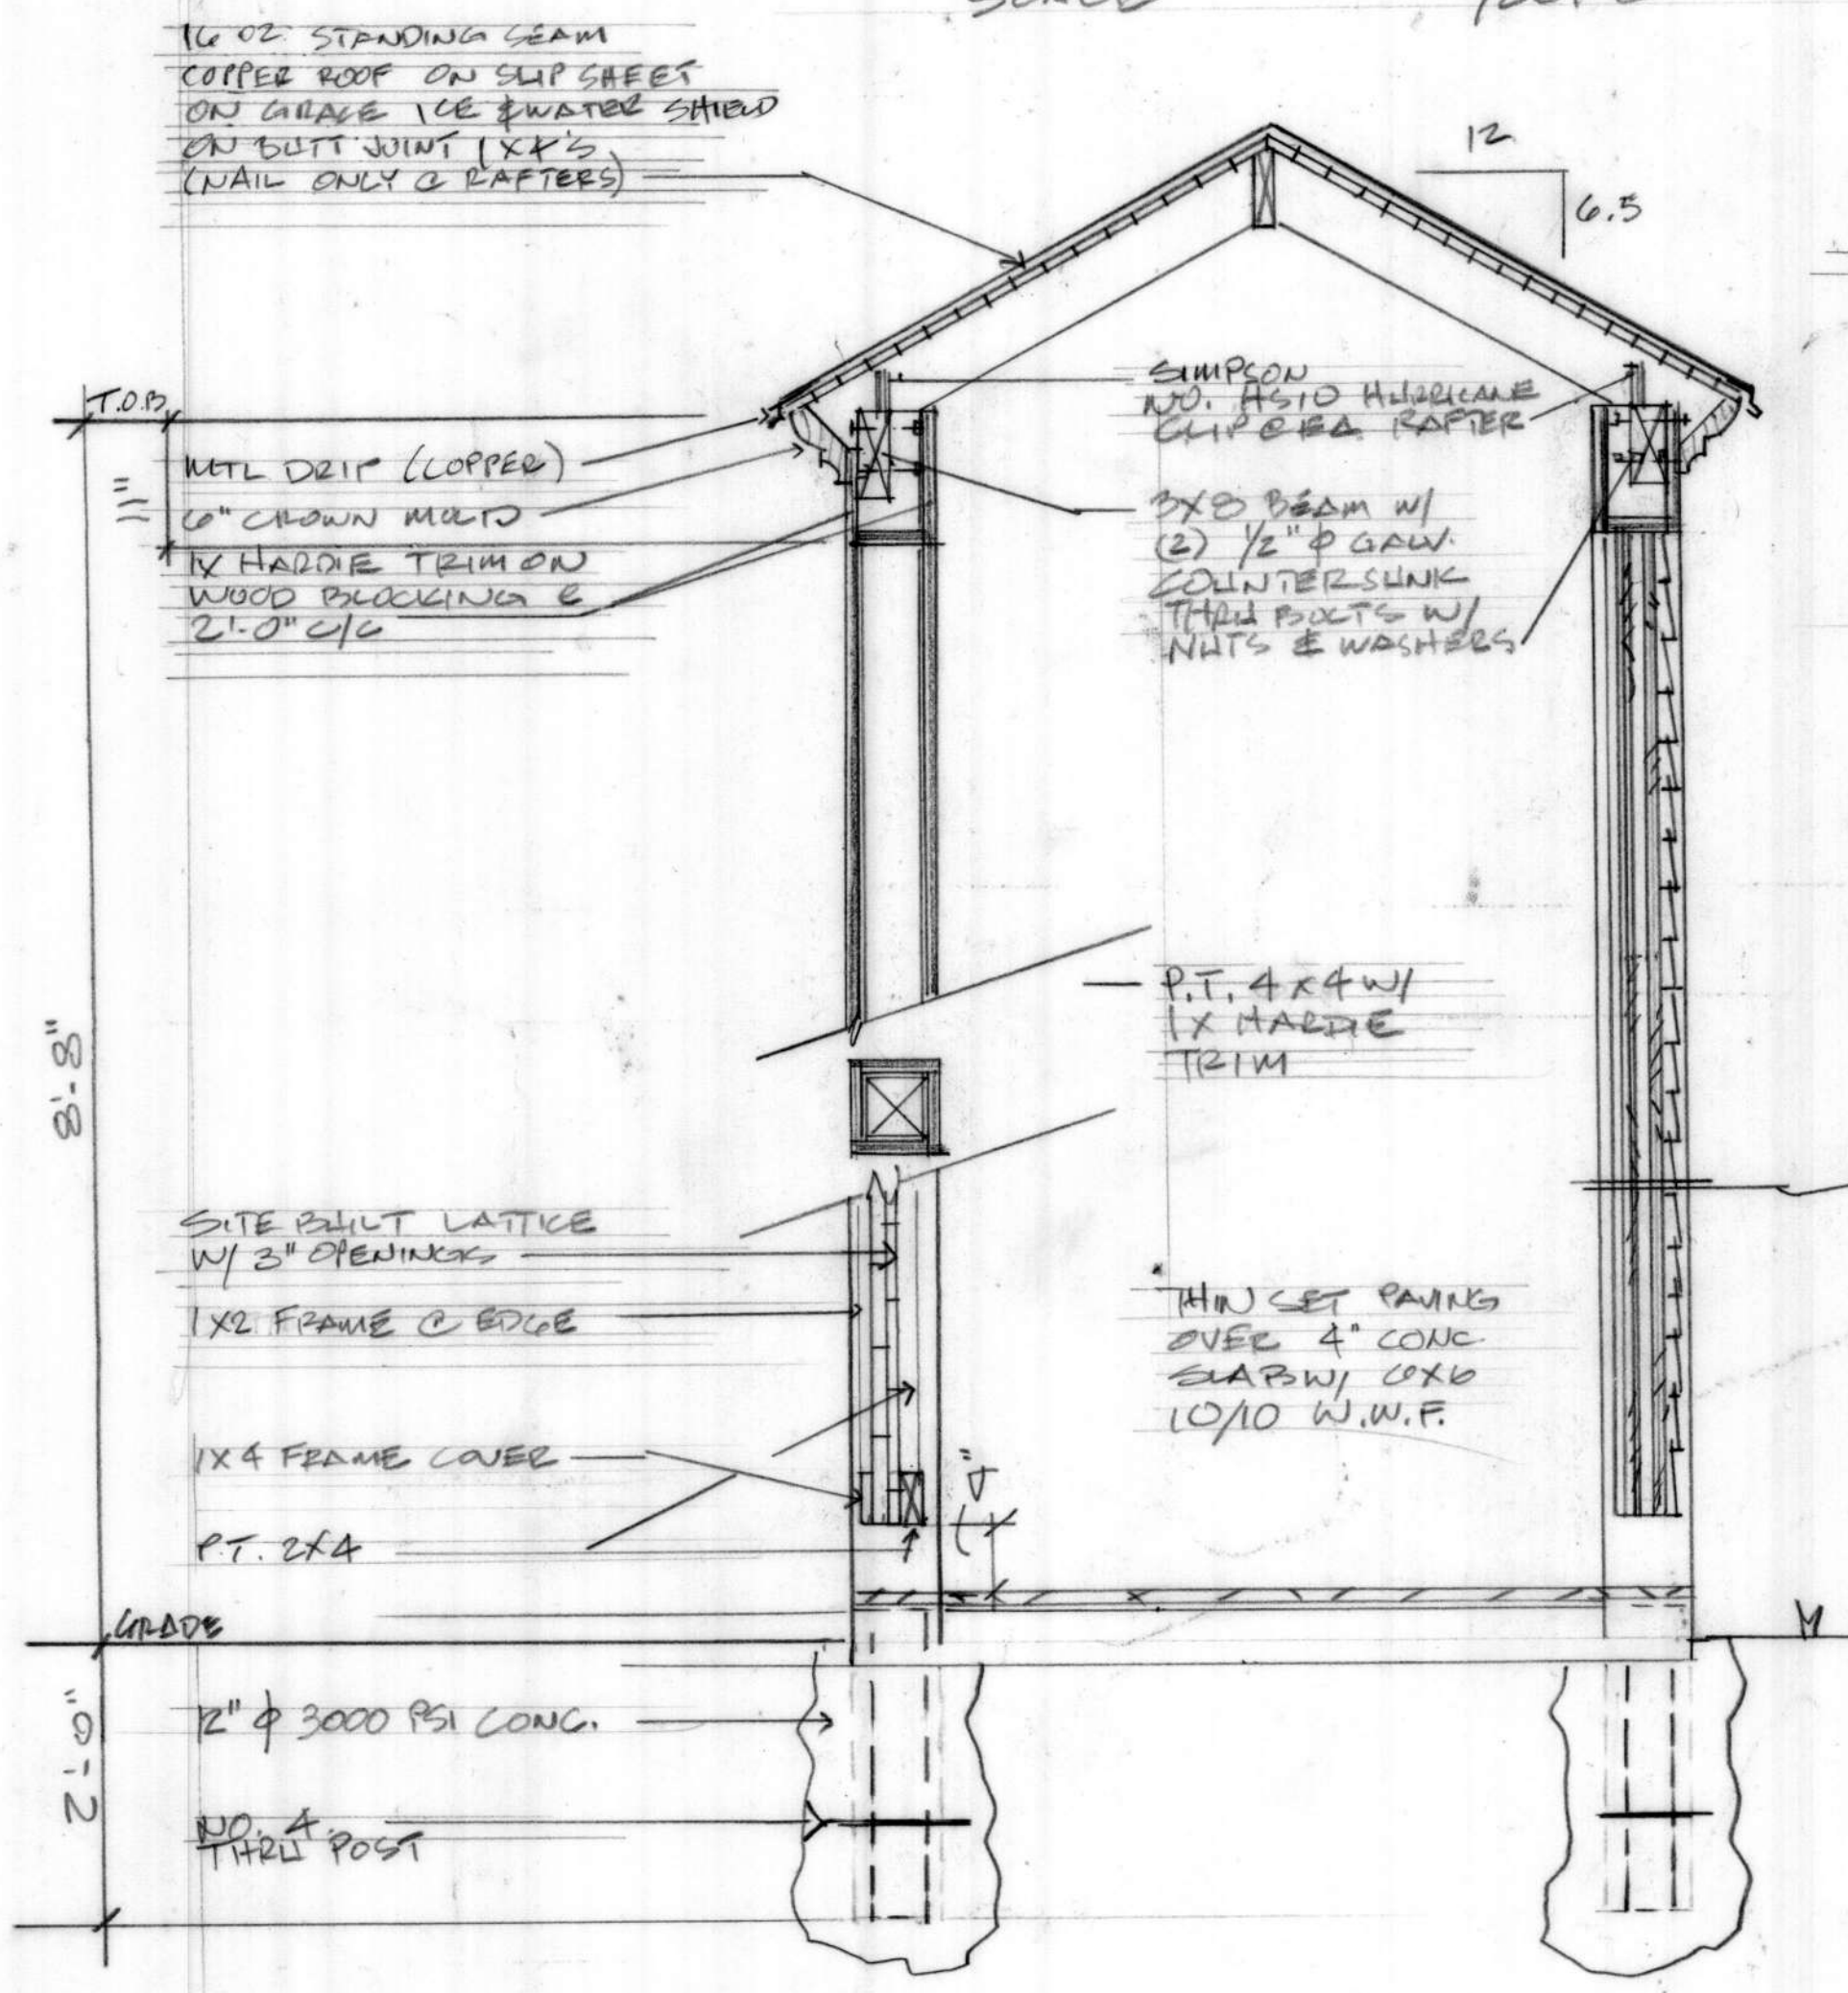 SCALE
16 OZ. STANDING SEAM
COPPER ROOF ON SLIP SHEET
ON GRACE ICE & WATER SHIELD
ON BUTT JOINT 1X4'S
(NAIL ONLY @ RAFTERS)
12
6.5
T.O.B.
11"
MTL DRIP (COPPER)
6" CROWN MOLD
1X HARDIE TRIM ON
WOOD BLOCKING @
2'-0" C/C
SIMPSON
NO. HS10 HURRICANE
CLIP @ EA. RAFTER
3X8 BEAM W/
(2) 1/2" Φ GALV.
COUNTERSUNK
THRU BOLTS W/
NUTS & WASHERS
8'-8"
P.T. 4X4 W/
1X HARDIE
TRIM
SITE BUILT LATTICE
W/ 3" OPENINGS
1X2 FRAME @ EDGE
THIN SET PAVING
OVER 4" CONC.
SLAB W/ 6X6
10/10 W.W.F.
1X4 FRAME COVER
P.T. 2X4
GRADE
12" Φ 3000 PSI CONC.
2'-0"
NO. 4
THRU POST